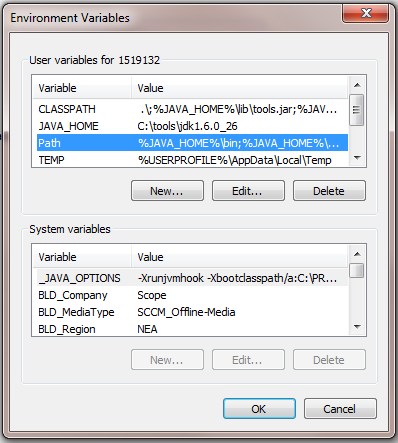 Environment Variables
User variables for 1519132
Variable Value
CLASSPATH .\;%JAVA_HOME%\lib\tools.jar;%JAV...
JAVA_HOME C:\tools\jdk1.6.0_26
Path %JAVA_HOME%\bin;%JAVA_HOME%\...
TEMP %USERPROFILE%\AppData\Local\Temp
New... Edit... Delete
System variables
Variable Value
_JAVA_OPTIONS -Xrunjvmhook -Xbootclasspath/a:C:\PR...
BLD_Company Scope
BLD_MediaType SCCM_Offline-Media
BLD_Region NEA
New... Edit... Delete
OK Cancel